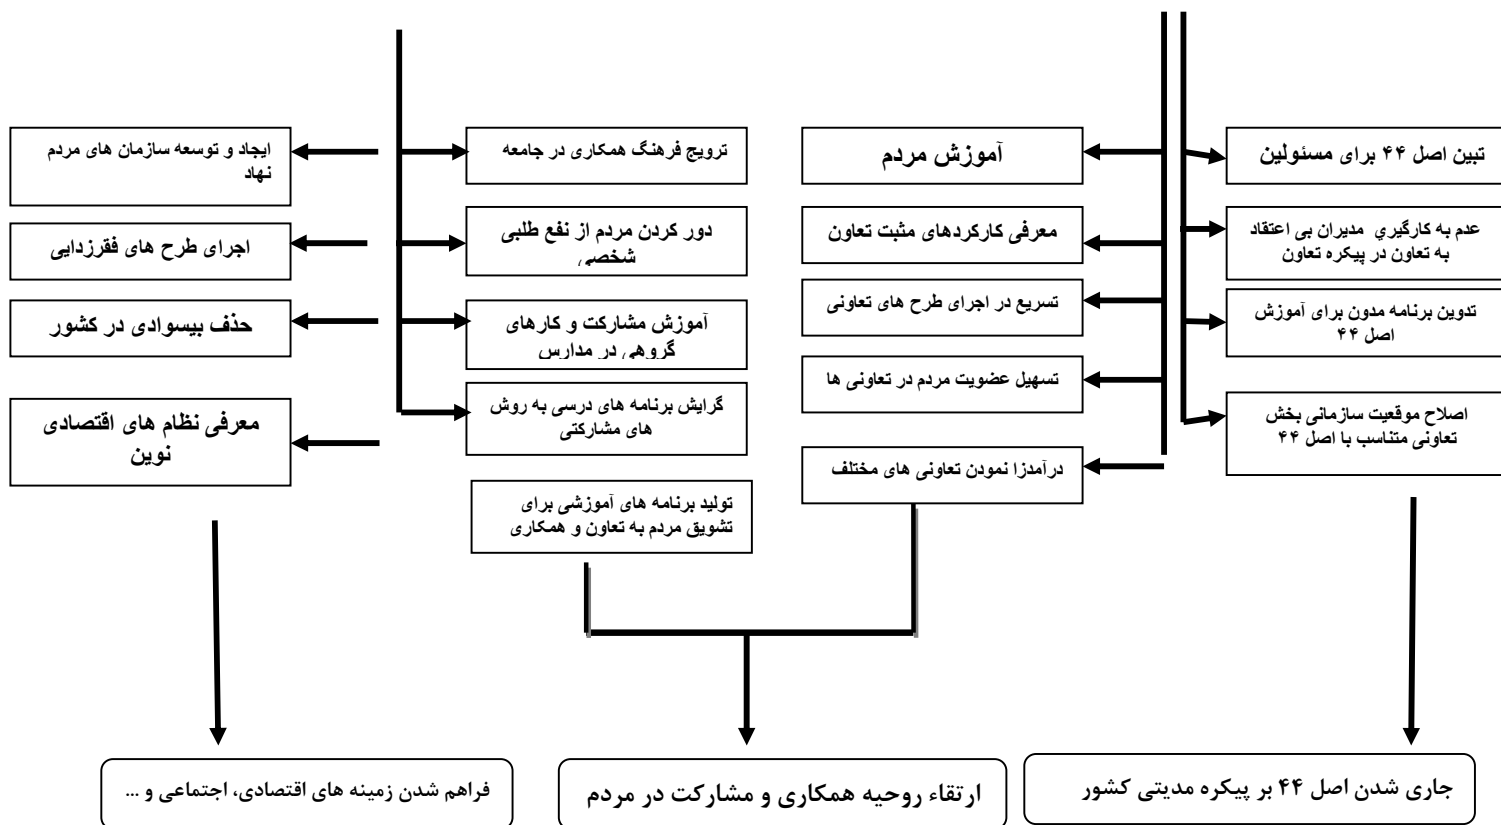 تبین اصل ۴۴ برای مسئولین
عدم به کارگیري مدیران بی اعتقاد
به تعاون در پیکره تعاون
تدوین برنامه مدون برای آموزش
اصل ۴۴
اصلاح موقعیت سازمانی بخش
تعاونی متناسب با اصل ۴۴
آموزش مردم
معرفی کارکردهای مثبت تعاون
تسریع در اجرای طرح های تعاونی
تسهیل عضویت مردم در تعاونی ها
درآمدزا نمودن تعاونی های مختلف
ترویج فرهنگ همکاری در جامعه
دور کردن مردم از نفع طلبی
شخصی
آموزش مشارکت و کارهای
گروهی در مدارس
گرایش برنامه های درسی به روش
های مشارکتی
تولید برنامه های آموزشی برای
تشویق مردم به تعاون و همکاری
ایجاد و توسعه سازمان های مردم
نهاد
اجرای طرح های فقرزدایی
حذف بیسوادی در کشور
معرفی نظام های اقتصادی
نوین
جاری شدن اصل ۴۴ بر پیکره مدیتی کشور
ارتقاء روحیه همکاری و مشارکت در مردم
فراهم شدن زمینه های اقتصادی، اجتماعی و ...